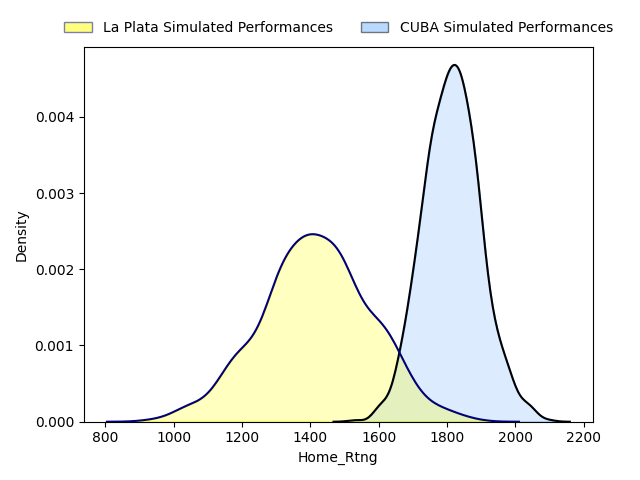 La Plata Simulated Performances CUBA Simulated Performances
Density
0.004
0.003
0.002
0.001
0.000
800 1000 1200 1400 1600 1800 2000 2200
Home_Rtng